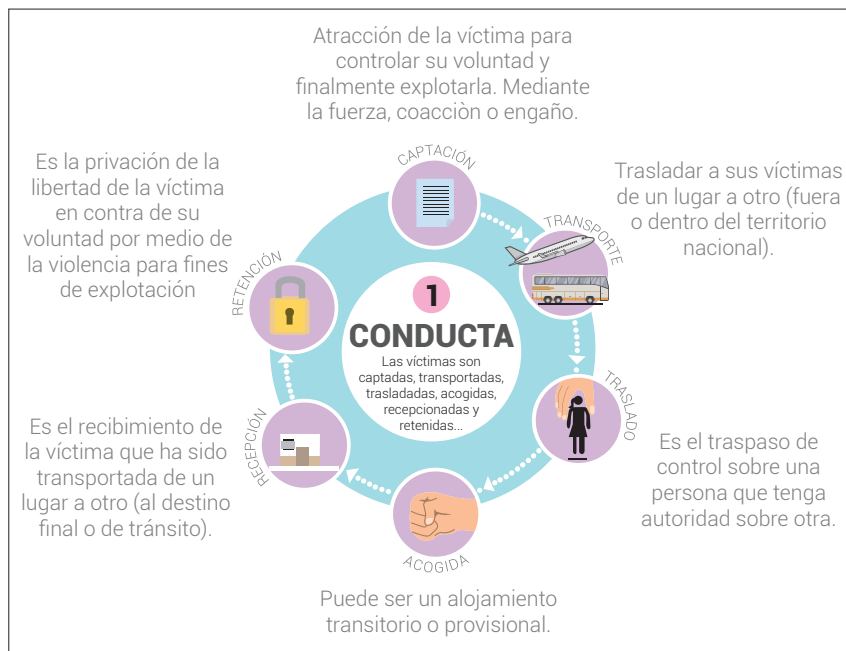 Atracción de la víctima para
controlar su voluntad y
finalmente explotarla. Mediante
la fuerza, coacciòn o engaño.
CAPTACIÓN
Trasladar a sus víctimas
de un lugar a otro (fuera
o dentro del territorio
nacional).
TRANSPORTE
Es el traspaso de
control sobre una
persona que tenga
autoridad sobre otra.
TRASLADO
Puede ser un alojamiento
transitorio o provisional.
ACOGIDA
Es el recibimiento de
la víctima que ha sido
transportada de un
lugar a otro (al destino
final o de tránsito).
RECEPCIÓN
Es la privación de la
libertad de la víctima
en contra de su
voluntad por medio de
la violencia para fines
de explotación
RETENCIÓN
1
CONDUCTA
Las víctimas son
captadas, transportadas,
trasladadas, acogidas,
recepcionadas y
retenidas...